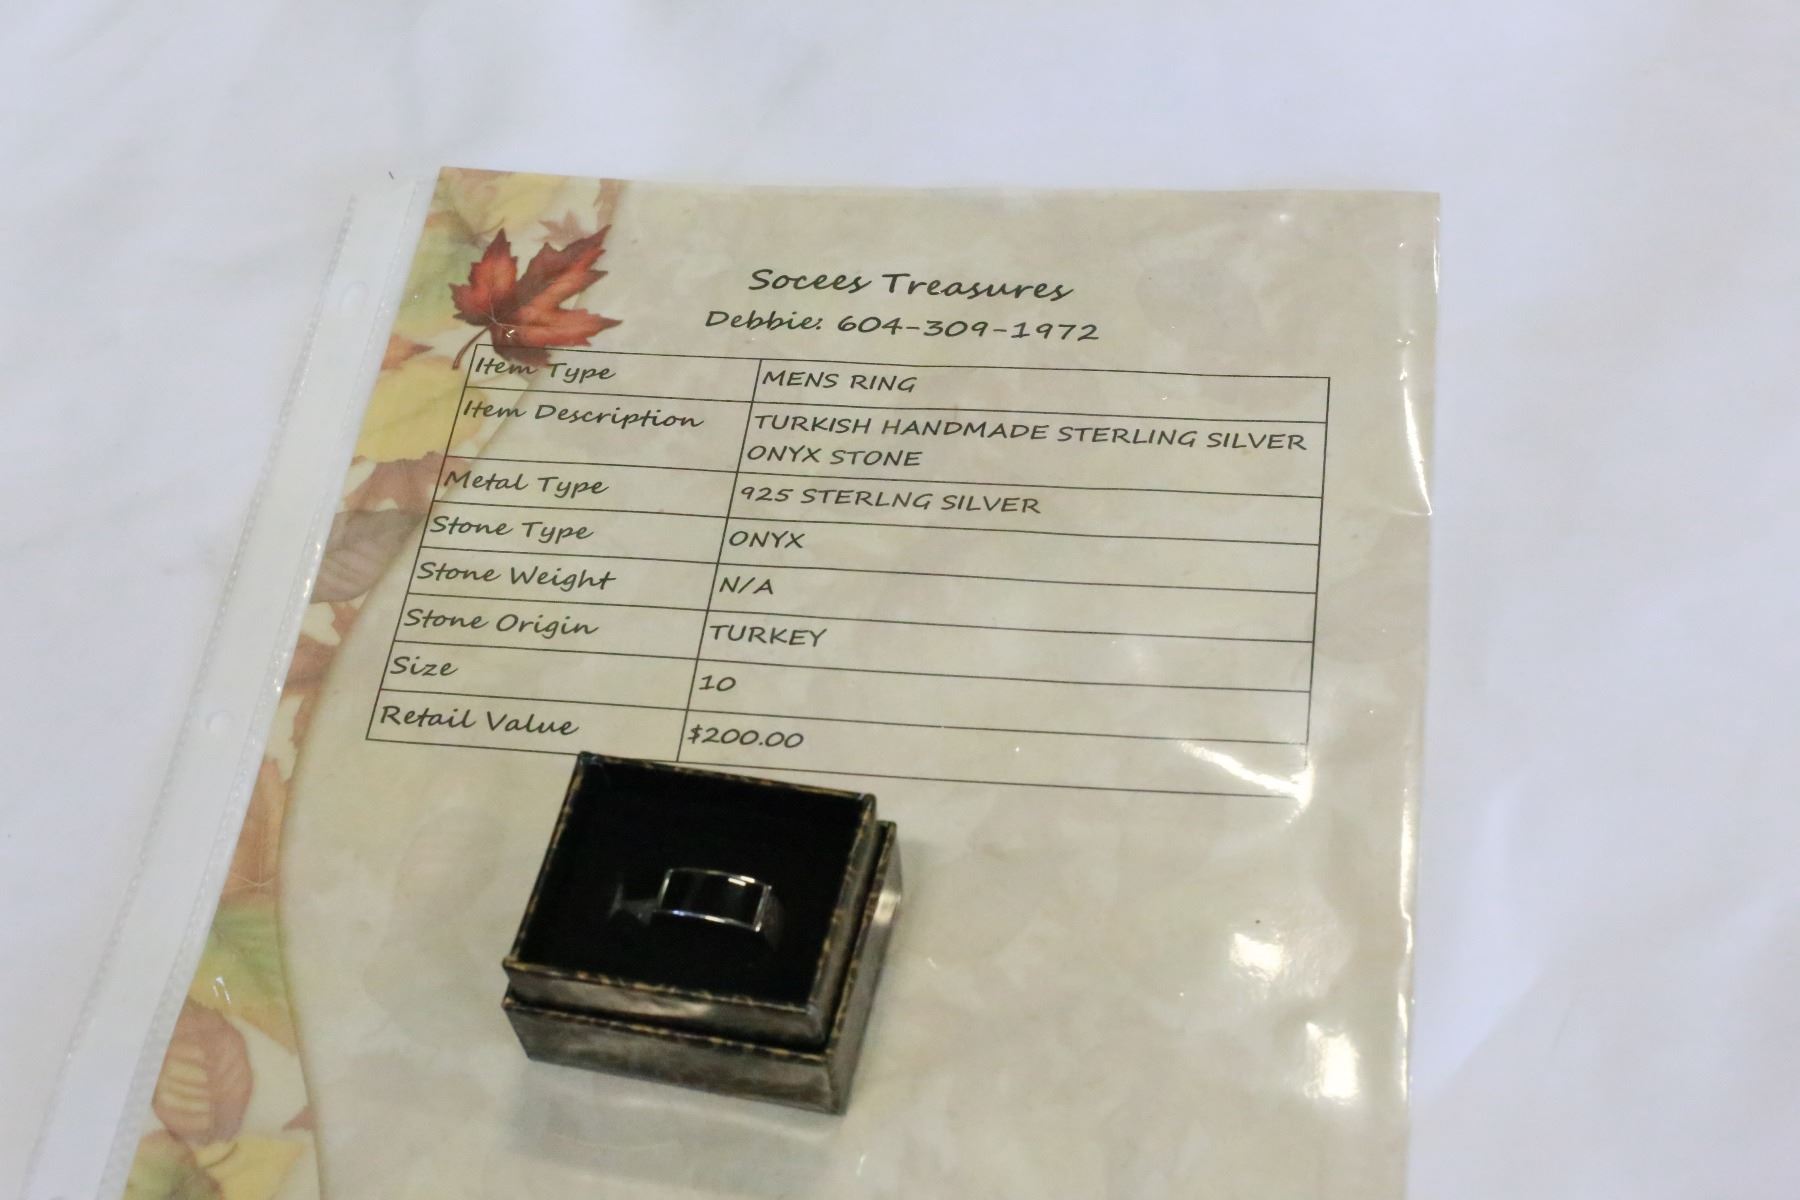 Socees Treasures
Debbie: 604-309-1972
Item Type MENS RING
Item Description TURKISH HANDMADE STERLING SILVER
ONYX STONE
Metal Type 925 STERLNG SILVER
Stone Type ONYX
Stone Weight N/A
Stone Origin TURKEY
Size 10
Retail Value $200.00